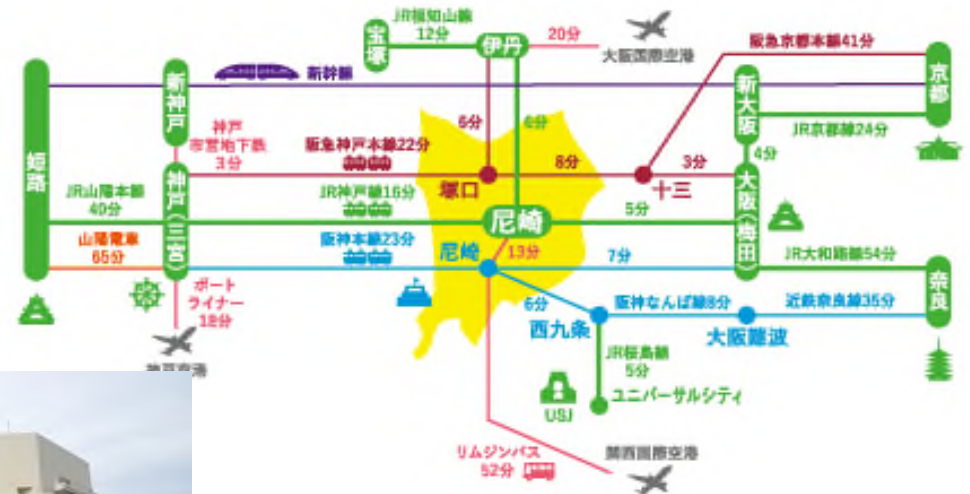 JR福知山線
12分
宝塚
伊丹
20分
大阪国際空港
阪急京都本線41分
京都
新幹線
新神戸
新大阪
姫路
神戸
市営地下鉄
3分
6分
6分
JR京都線24分
4分
阪急神戸本線22分
8分
3分
塚口
十三
神戸(三宮)
大阪(梅田)
JR山陽本線
40分
JR神戸線16分
尼崎
5分
山陽電車
65分
阪神本線23分
尼崎
13分
7分
JR大和路線54分
奈良
ポート
ライナー
18分
6分
阪神なんば線8分
近鉄奈良線35分
西九条
大阪難波
神戸空港
JR桜島線
5分
USJ
ユニバーサルシティ
リムジンバス
52分
関西国際空港